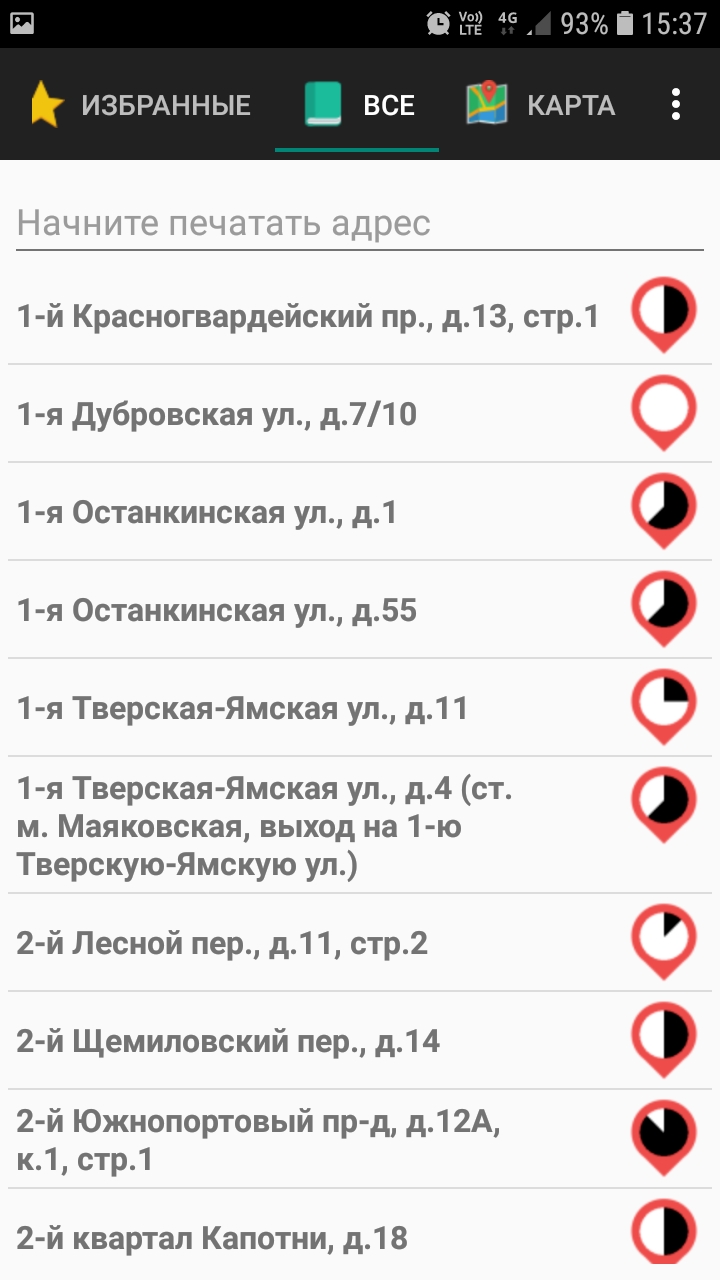 Vo)) LTE 4G 93% 15:37
ИЗБРАННЫЕ ВСЕ КАРТА
Начните печатать адрес
1-й Красногвардейский пр., д.13, стр.1
1-я Дубровская ул., д.7/10
1-я Останкинская ул., д.1
1-я Останкинская ул., д.55
1-я Тверская-Ямская ул., д.11
1-я Тверская-Ямская ул., д.4 (ст.
м. Маяковская, выход на 1-ю
Тверскую-Ямскую ул.)
2-й Лесной пер., д.11, стр.2
2-й Щемиловский пер., д.14
2-й Южнопортовый пр-д, д.12А,
к.1, стр.1
2-й квартал Капотни, д.18